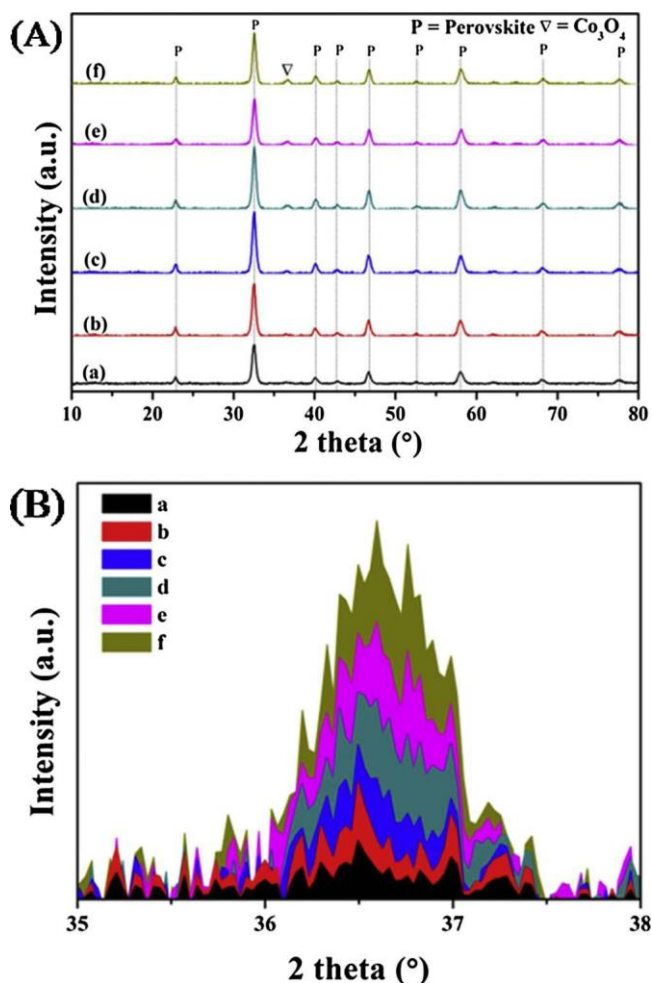 (A)
P = Perovskite ∇ = Co₃O₄
P P P P P P P P P
∇
(f)
(e)
(d)
(c)
(b)
(a)
Intensity (a.u.)
10 20 30 40 50 60 70 80
2 theta (°)
(B)
a
b
c
d
e
f
Intensity (a.u.)
35 36 37 38
2 theta (°)